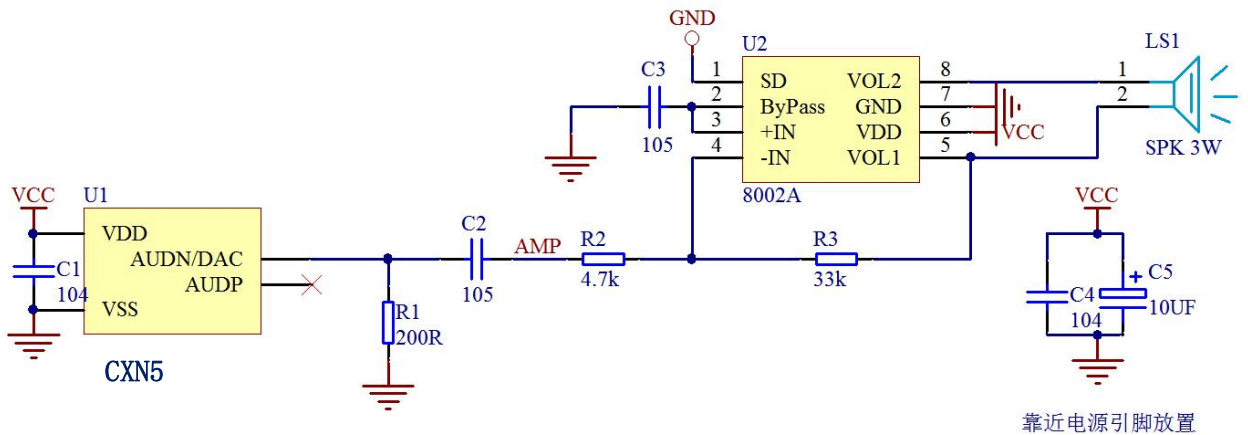 GND
U2
LS1
C3
105
1 SD VOL2 8
2 ByPass GND 7
3 +IN VDD 6
4 -IN VOL1 5
VCC
8002A
1
2
SPK 3W
VCC
U1
VDD
AUDN/DAC
AUDP
VSS
C1
104
CXN5
R1
200R
C2
105
AMP
R2
4.7k
R3
33k
VCC
C4
104
+
C5
10UF
靠近电源引脚放置